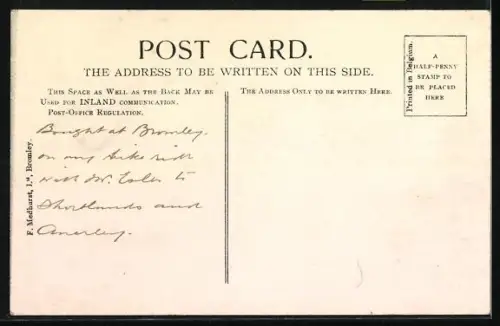 POST CARD.
THE ADDRESS TO BE WRITTEN ON THIS SIDE.
THIS SPACE AS WELL AS THE BACK MAY BE
USED FOR INLAND COMMUNICATION.
POST-OFFICE REGULATION.
THE ADDRESS ONLY TO BE WRITTEN HERE.
A
HALF-PENNY
STAMP TO
BE PLACED
HERE
Printed in Belgium.
F. Medhurst, Ld, Bromley.
Bought at Bromley.
on my bike ride
with to
Shortlands and
Anerley.